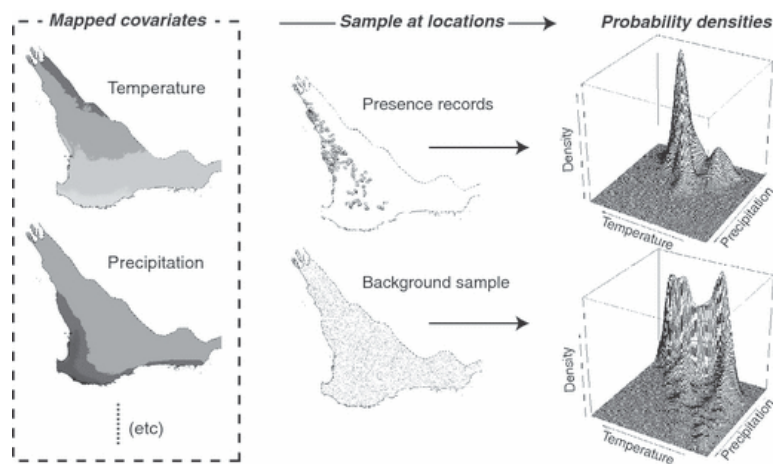 Mapped covariates
Sample at locations
Probability densities
Temperature
Presence records
Density
Temperature
Precipitation
Precipitation
Background sample
Density
Temperature
Precipitation
(etc)